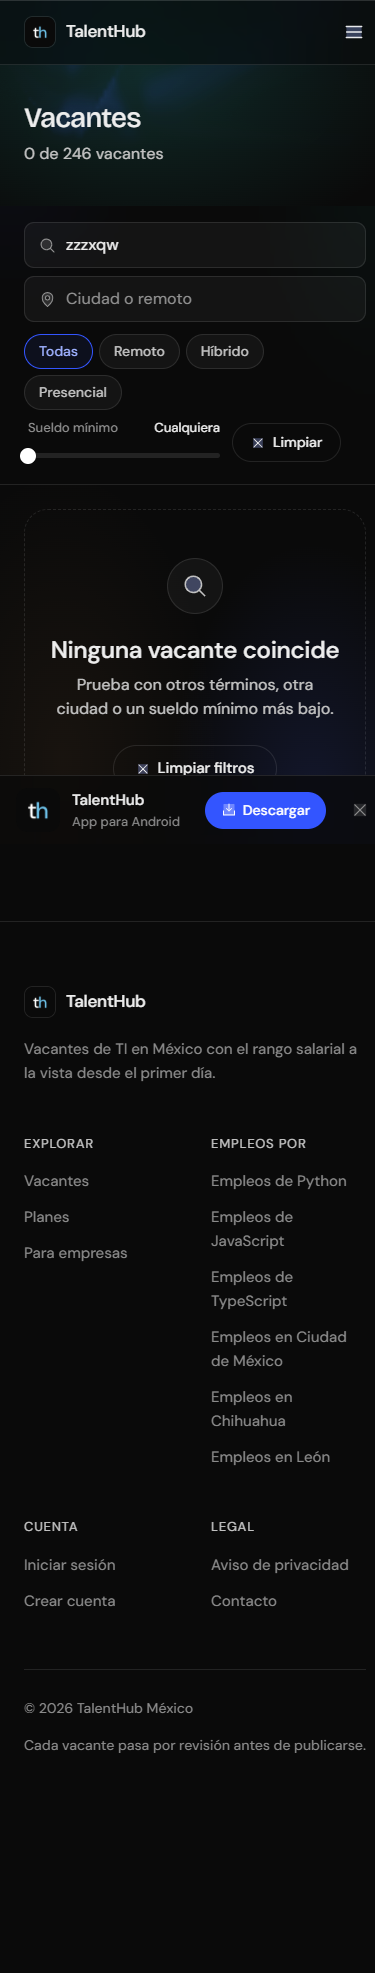 th TalentHub
Vacantes
0 de 246 vacantes
zzzxqw
Ciudad o remoto
Todas Remoto Híbrido
Presencial
Sueldo mínimo Cualquiera
Limpiar
Ninguna vacante coincide
Prueba con otros términos, otra
ciudad o un sueldo mínimo más bajo.
Limpiar filtros
th TalentHub
App para Android
Descargar
th TalentHub
Vacantes de TI en México con el rango salarial a
la vista desde el primer día.
EXPLORAR
Vacantes
Planes
Para empresas
EMPLEOS POR
Empleos de Python
Empleos de
JavaScript
Empleos de
TypeScript
Empleos en Ciudad
de México
Empleos en
Chihuahua
Empleos en León
CUENTA
Iniciar sesión
Crear cuenta
LEGAL
Aviso de privacidad
Contacto
© 2026 TalentHub México
Cada vacante pasa por revisión antes de publicarse.